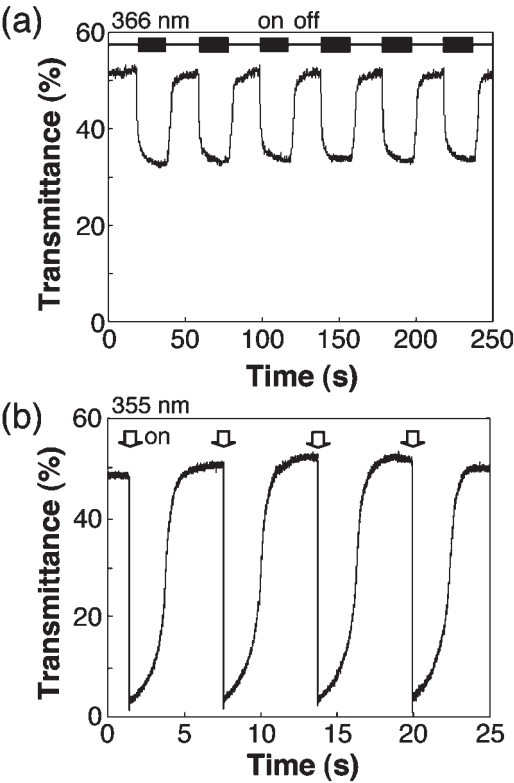 (a)
366 nm on off
60
40
20
0
Transmittance (%)
0 50 100 150 200 250
Time (s)
(b)
355 nm
on
60
40
20
0
Transmittance (%)
0 5 10 15 20 25
Time (s)